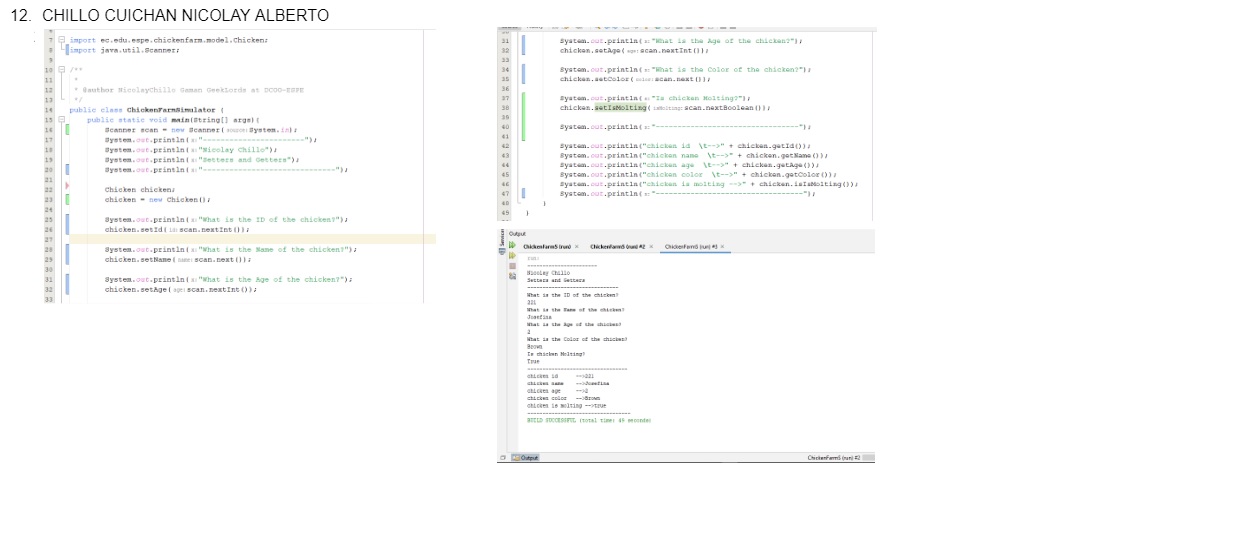 12. CHILLO CUICHAN NICOLAY ALBERTO
7 import ec.edu.espe.chickenfarm.model.Chicken;
8 import java.util.Scanner;
9
10 /**
11 *
12 * @author NicolayChillo Gaman GeekLords at DCCO-ESPE
13 */
14 public class ChickenFarmSimulator {
15 public static void main(String[] args){
16 Scanner scan = new Scanner( source: System.in);
17 System.out.println( x: "-----------------------");
18 System.out.println( x: "Nicolay Chillo");
19 System.out.println( x: "Setters and Getters");
20 System.out.println( x: "------------------------------");
21
22 Chicken chicken;
23 chicken = new Chicken();
24
25 System.out.println( x: "What is the ID of the chicken?");
26 chicken.setId( id: scan.nextInt());
27
28 System.out.println( x: "What is the Name of the chicken?");
29 chicken.setName( name: scan.next());
30
31 System.out.println( x: "What is the Age of the chicken?");
32 chicken.setAge( age: scan.nextInt());
33
31 System.out.println( x: "What is the Age of the chicken?");
32 chicken.setAge( age: scan.nextInt());
33
34 System.out.println( x: "What is the Color of the chicken?");
35 chicken.setColor( color: scan.next());
36
37 System.out.println( x: "Is chicken Molting?");
38 chicken.setIsMolting( isMolting: scan.nextBoolean());
39
40 System.out.println( x: "---------------------------------");
41
42 System.out.println("chicken id \t-->" + chicken.getId());
43 System.out.println("chicken name \t-->" + chicken.getName());
44 System.out.println("chicken age \t-->" + chicken.getAge());
45 System.out.println("chicken color \t-->" + chicken.getColor());
46 System.out.println("chicken is molting -->" + chicken.isIsMolting());
47 System.out.println( x: "----------------------------------");
48 }
49 }
Output
ChickenFarm5 (run) × ChickenFarm5 (run) #2 × ChickenFarm5 (run) #3 ×
run:
-----------------------
Nicolay Chillo
Setters and Getters
------------------------------
What is the ID of the chicken?
221
What is the Name of the chicken?
Josefina
What is the Age of the chicken?
2
What is the Color of the chicken?
Brown
Is chicken Molting?
True
---------------------------------
chicken id -->221
chicken name -->Josefina
chicken age -->2
chicken color -->Brown
chicken is molting -->true
----------------------------------
BUILD SUCCESSFUL (total time: 49 seconds)
Output
ChickenFarm5 (run) #2